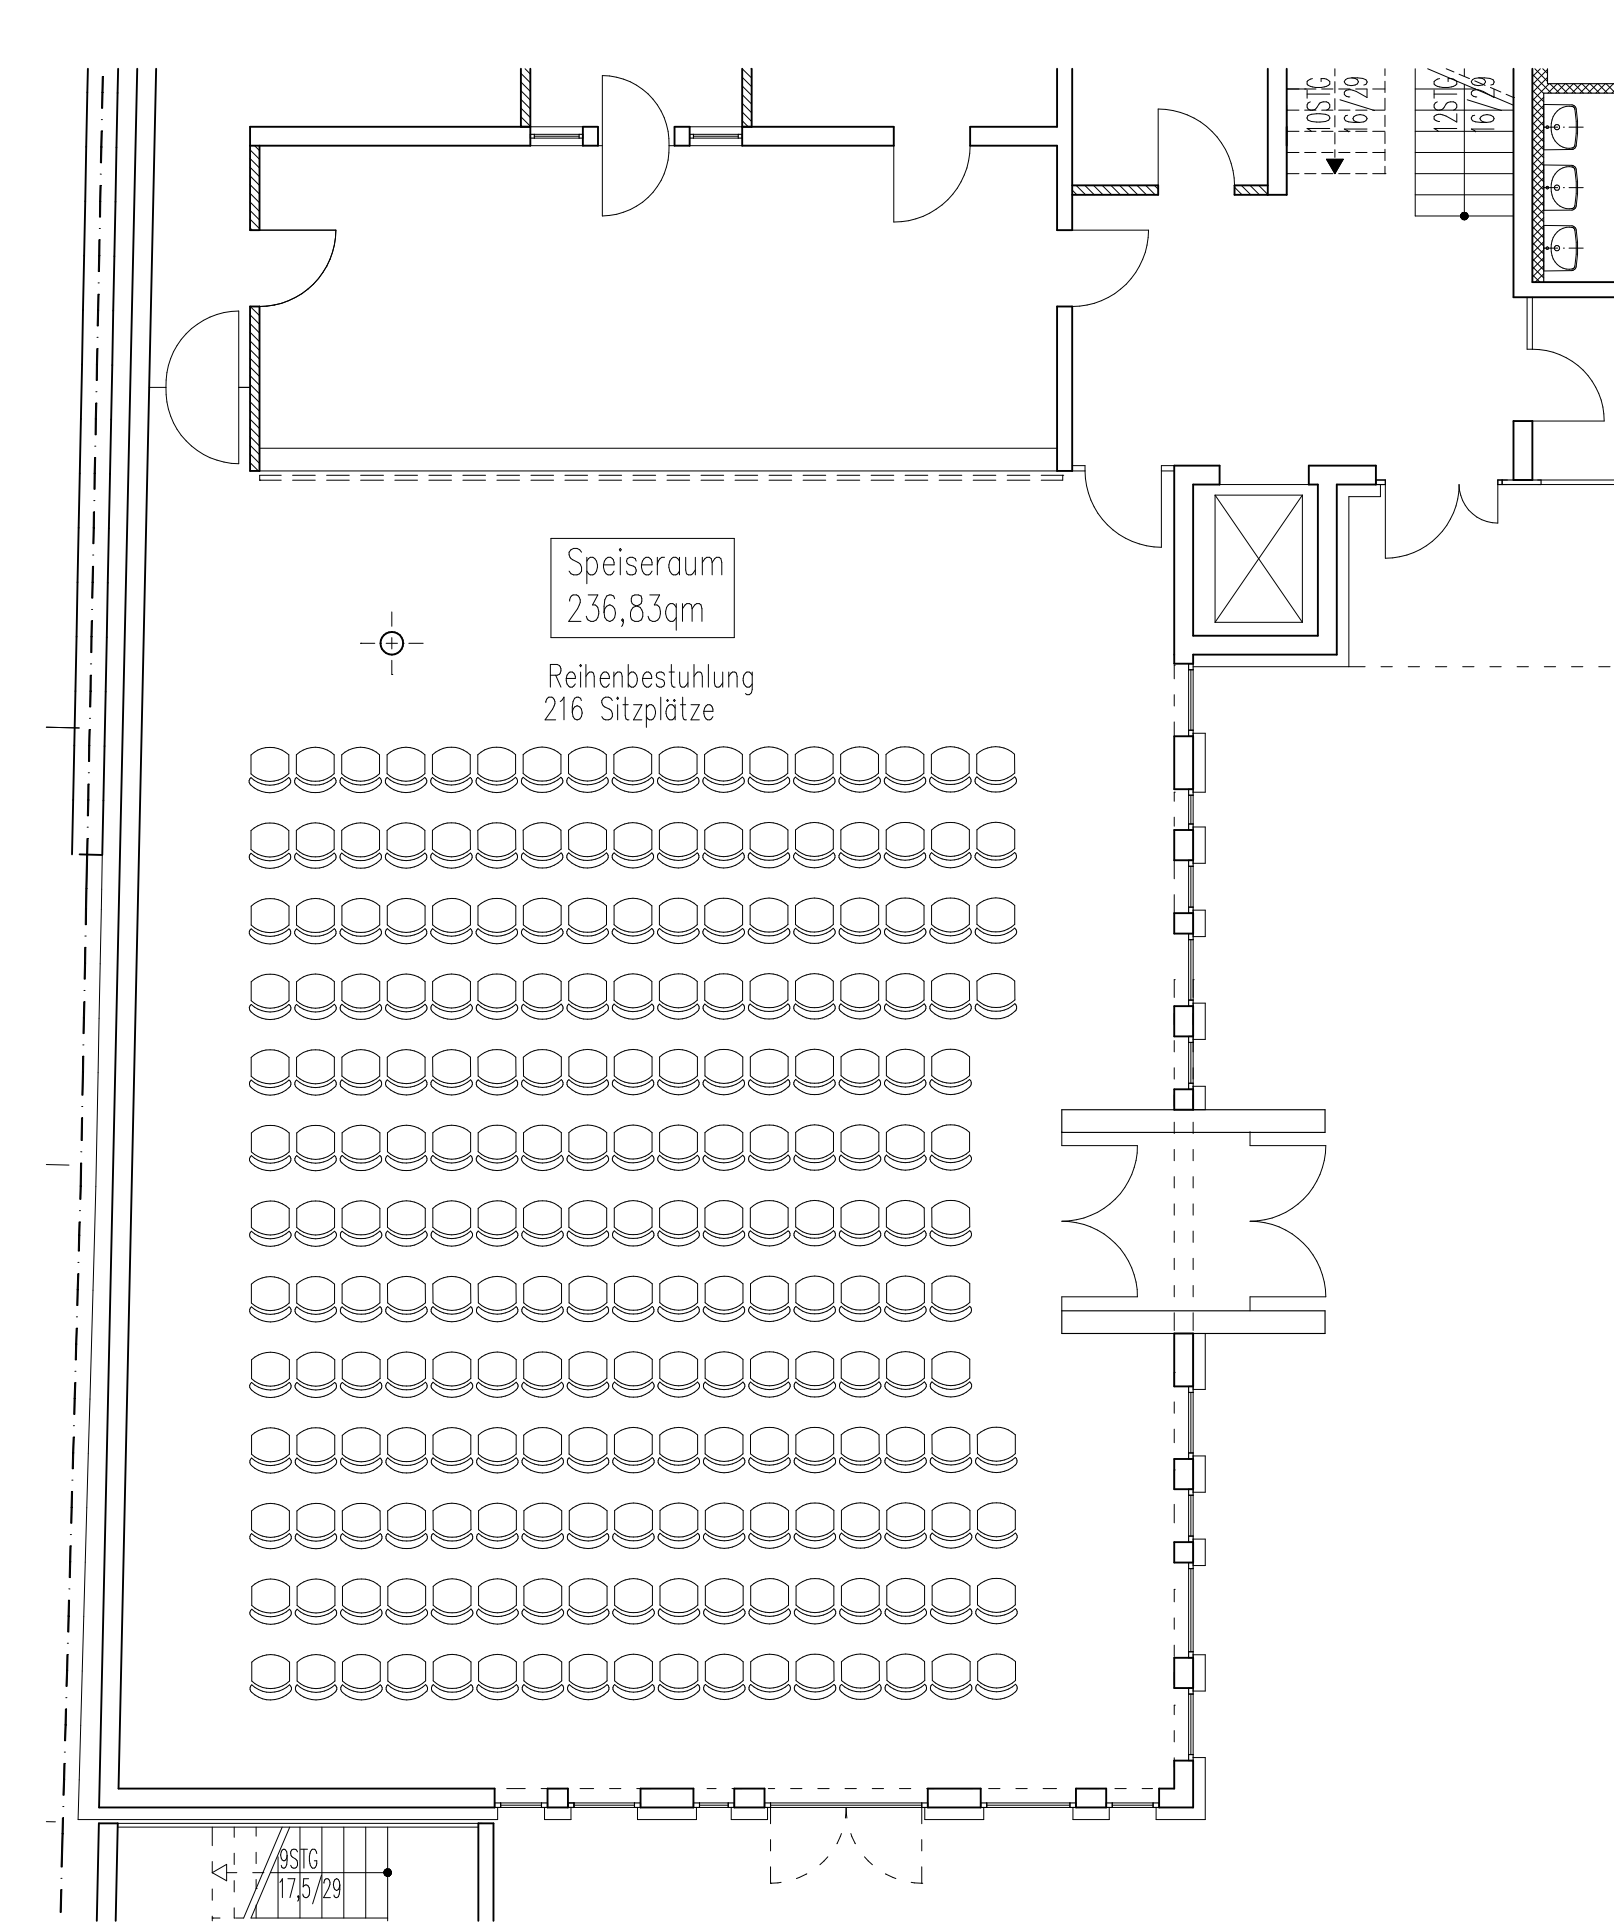 10STG
16/29
12STG
16/29
Speiseraum
236,83qm
Reihenbestuhlung
216 Sitzplätze
9STG
17,5/29